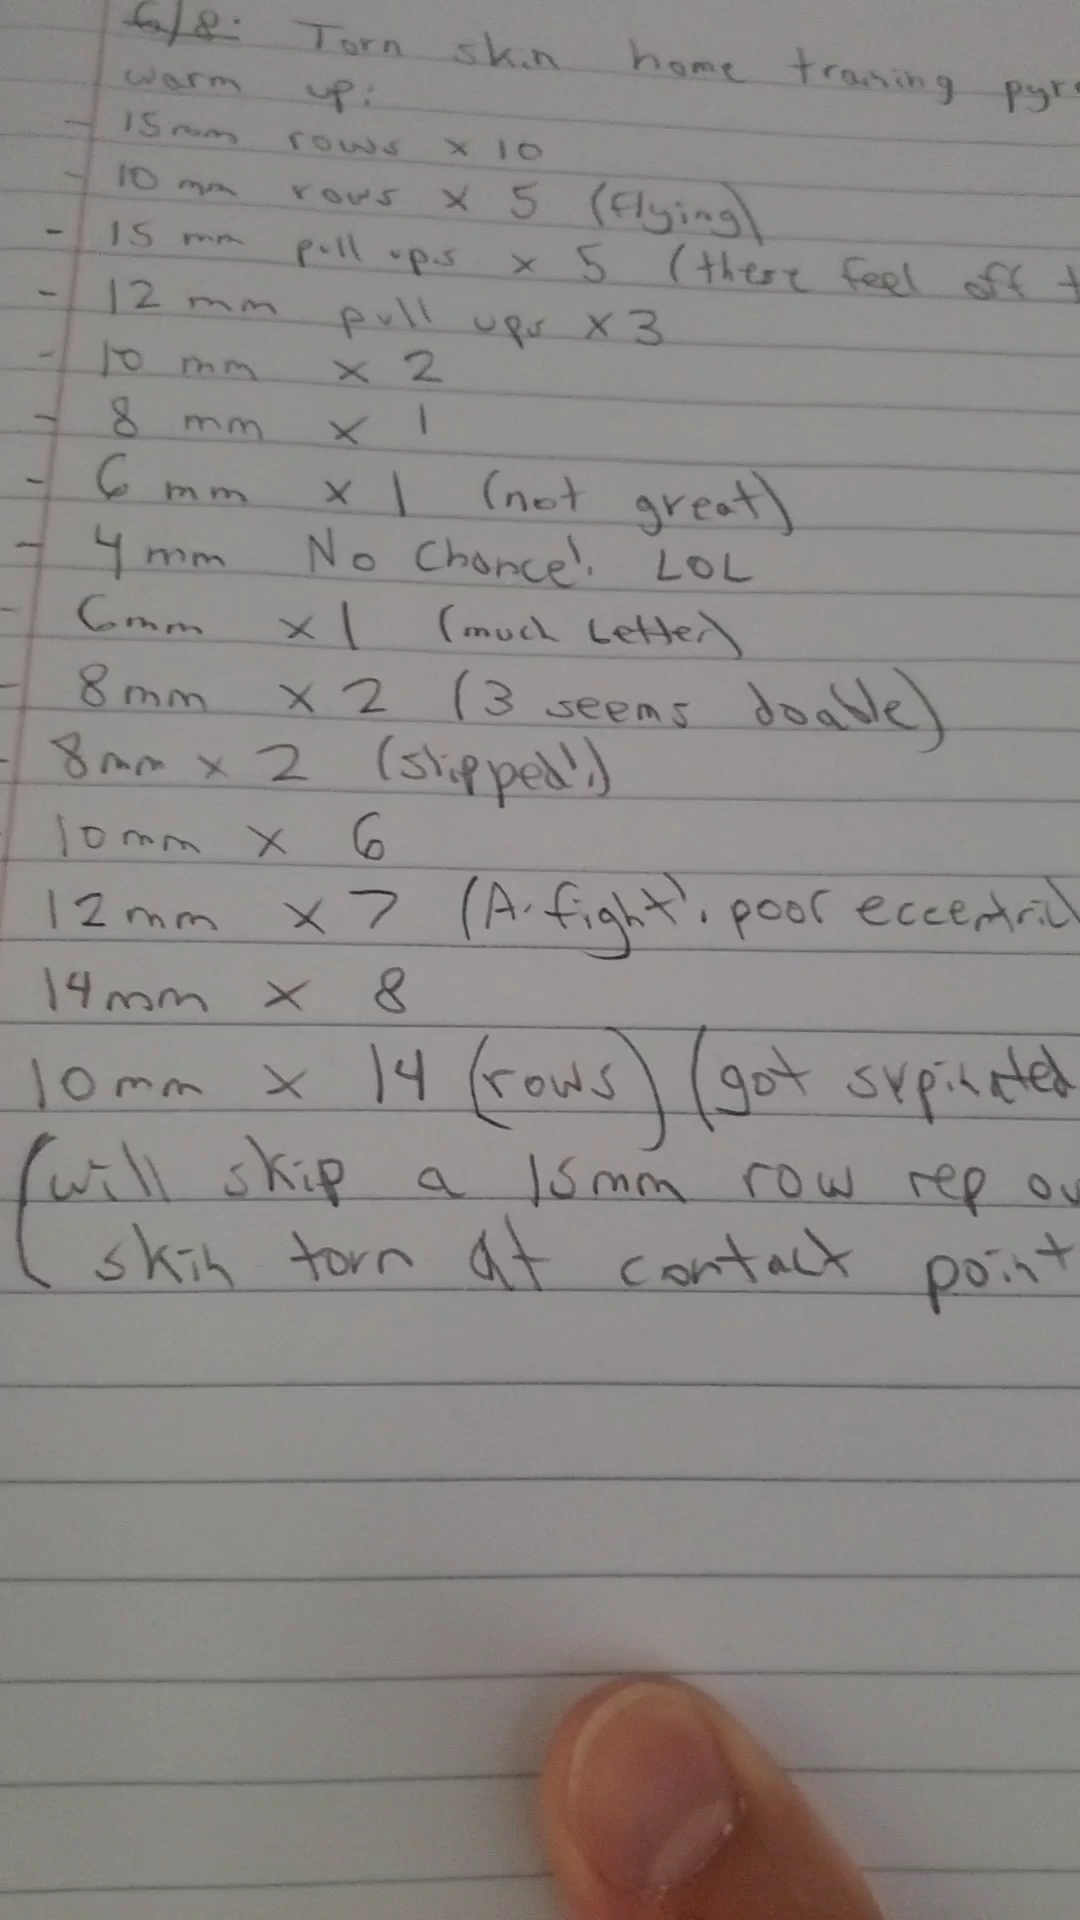 6/8: Torn skin home training pyr
warm up:
- 15mm rows x 10
- 10 mm rows x 5 (flying)
- 15 mm pull ups x 5 (these feel off t
- 12 mm pull ups x 3
- 10 mm x 2
- 8 mm x 1
- 6 mm x 1 (not great)
- 4 mm No Chance! LOL
- 6mm x 1 (much better)
- 8mm x 2 (3 seems doable)
- 8mm x 2 (slipped!)
10mm x 6
12mm x 7 (A fight!, poor eccentric
14mm x 8
10mm x 14 (rows) (got supinated
(will skip a 15mm row rep ou
skin torn at contact point